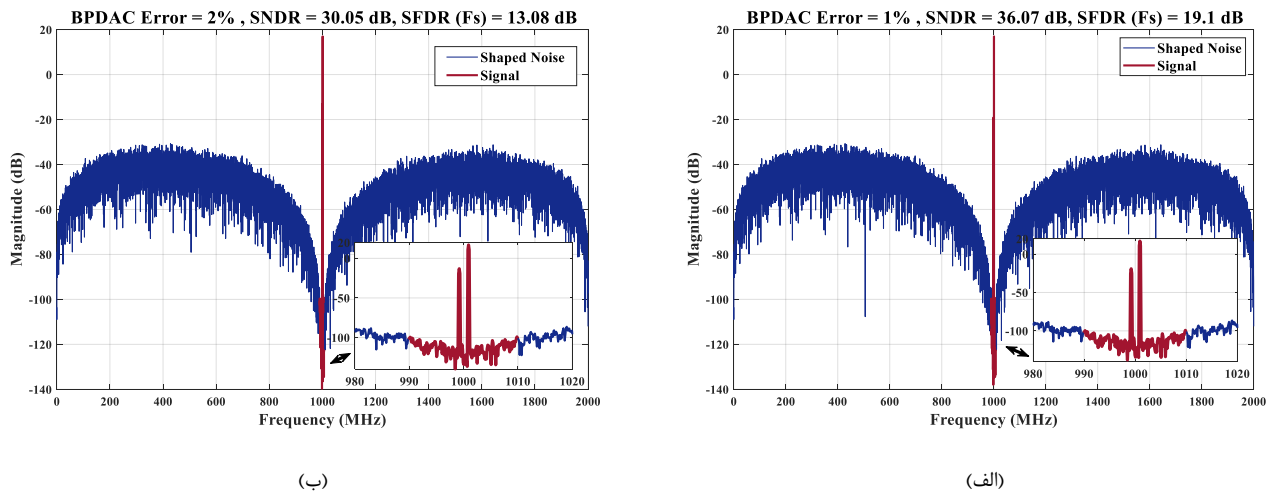 BPDAC Error = 2% , SNDR = 30.05 dB, SFDR (Fs) = 13.08 dB
Shaped Noise
Signal
Magnitude (dB)
20
0
-20
-40
-60
-80
-100
-120
-140
0 200 400 600 800 1000 1200 1400 1600 1800 2000
Frequency (MHz)
20
-50
-100
980 990 1000 1010 1020
(ب)
BPDAC Error = 1% , SNDR = 36.07 dB, SFDR (Fs) = 19.1 dB
Shaped Noise
Signal
Magnitude (dB)
20
0
-20
-40
-60
-80
-100
-120
-140
0 200 400 600 800 1000 1200 1400 1600 1800 2000
Frequency (MHz)
20
-50
-100
980 990 1000 1010 1020
(الف)